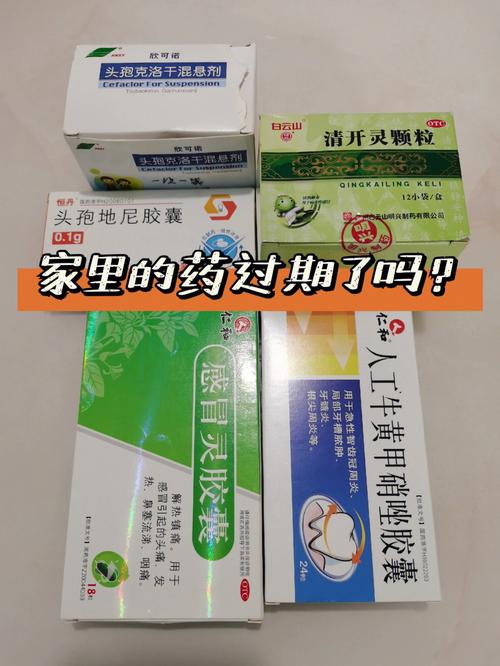 欣可诺
头孢克洛干混悬剂
Cefaclor For Suspension
头孢克洛干混悬剂
Cefaclor For Suspension
白云山
OTC
清开灵颗粒
QINGKAILING KELI
12小袋/盒
恒丹
头孢地尼胶囊
0.1g
家里的药过期了吗?
仁和
感冒灵胶囊
解热镇痛。用于
感冒引起的头痛,发
热,鼻塞流涕,咽痛。
18粒
OTC
仁和
人工牛黄甲硝唑胶囊
用于急性智齿冠周炎、
局部牙槽脓肿、
牙髓炎、
根尖周炎等。
24粒